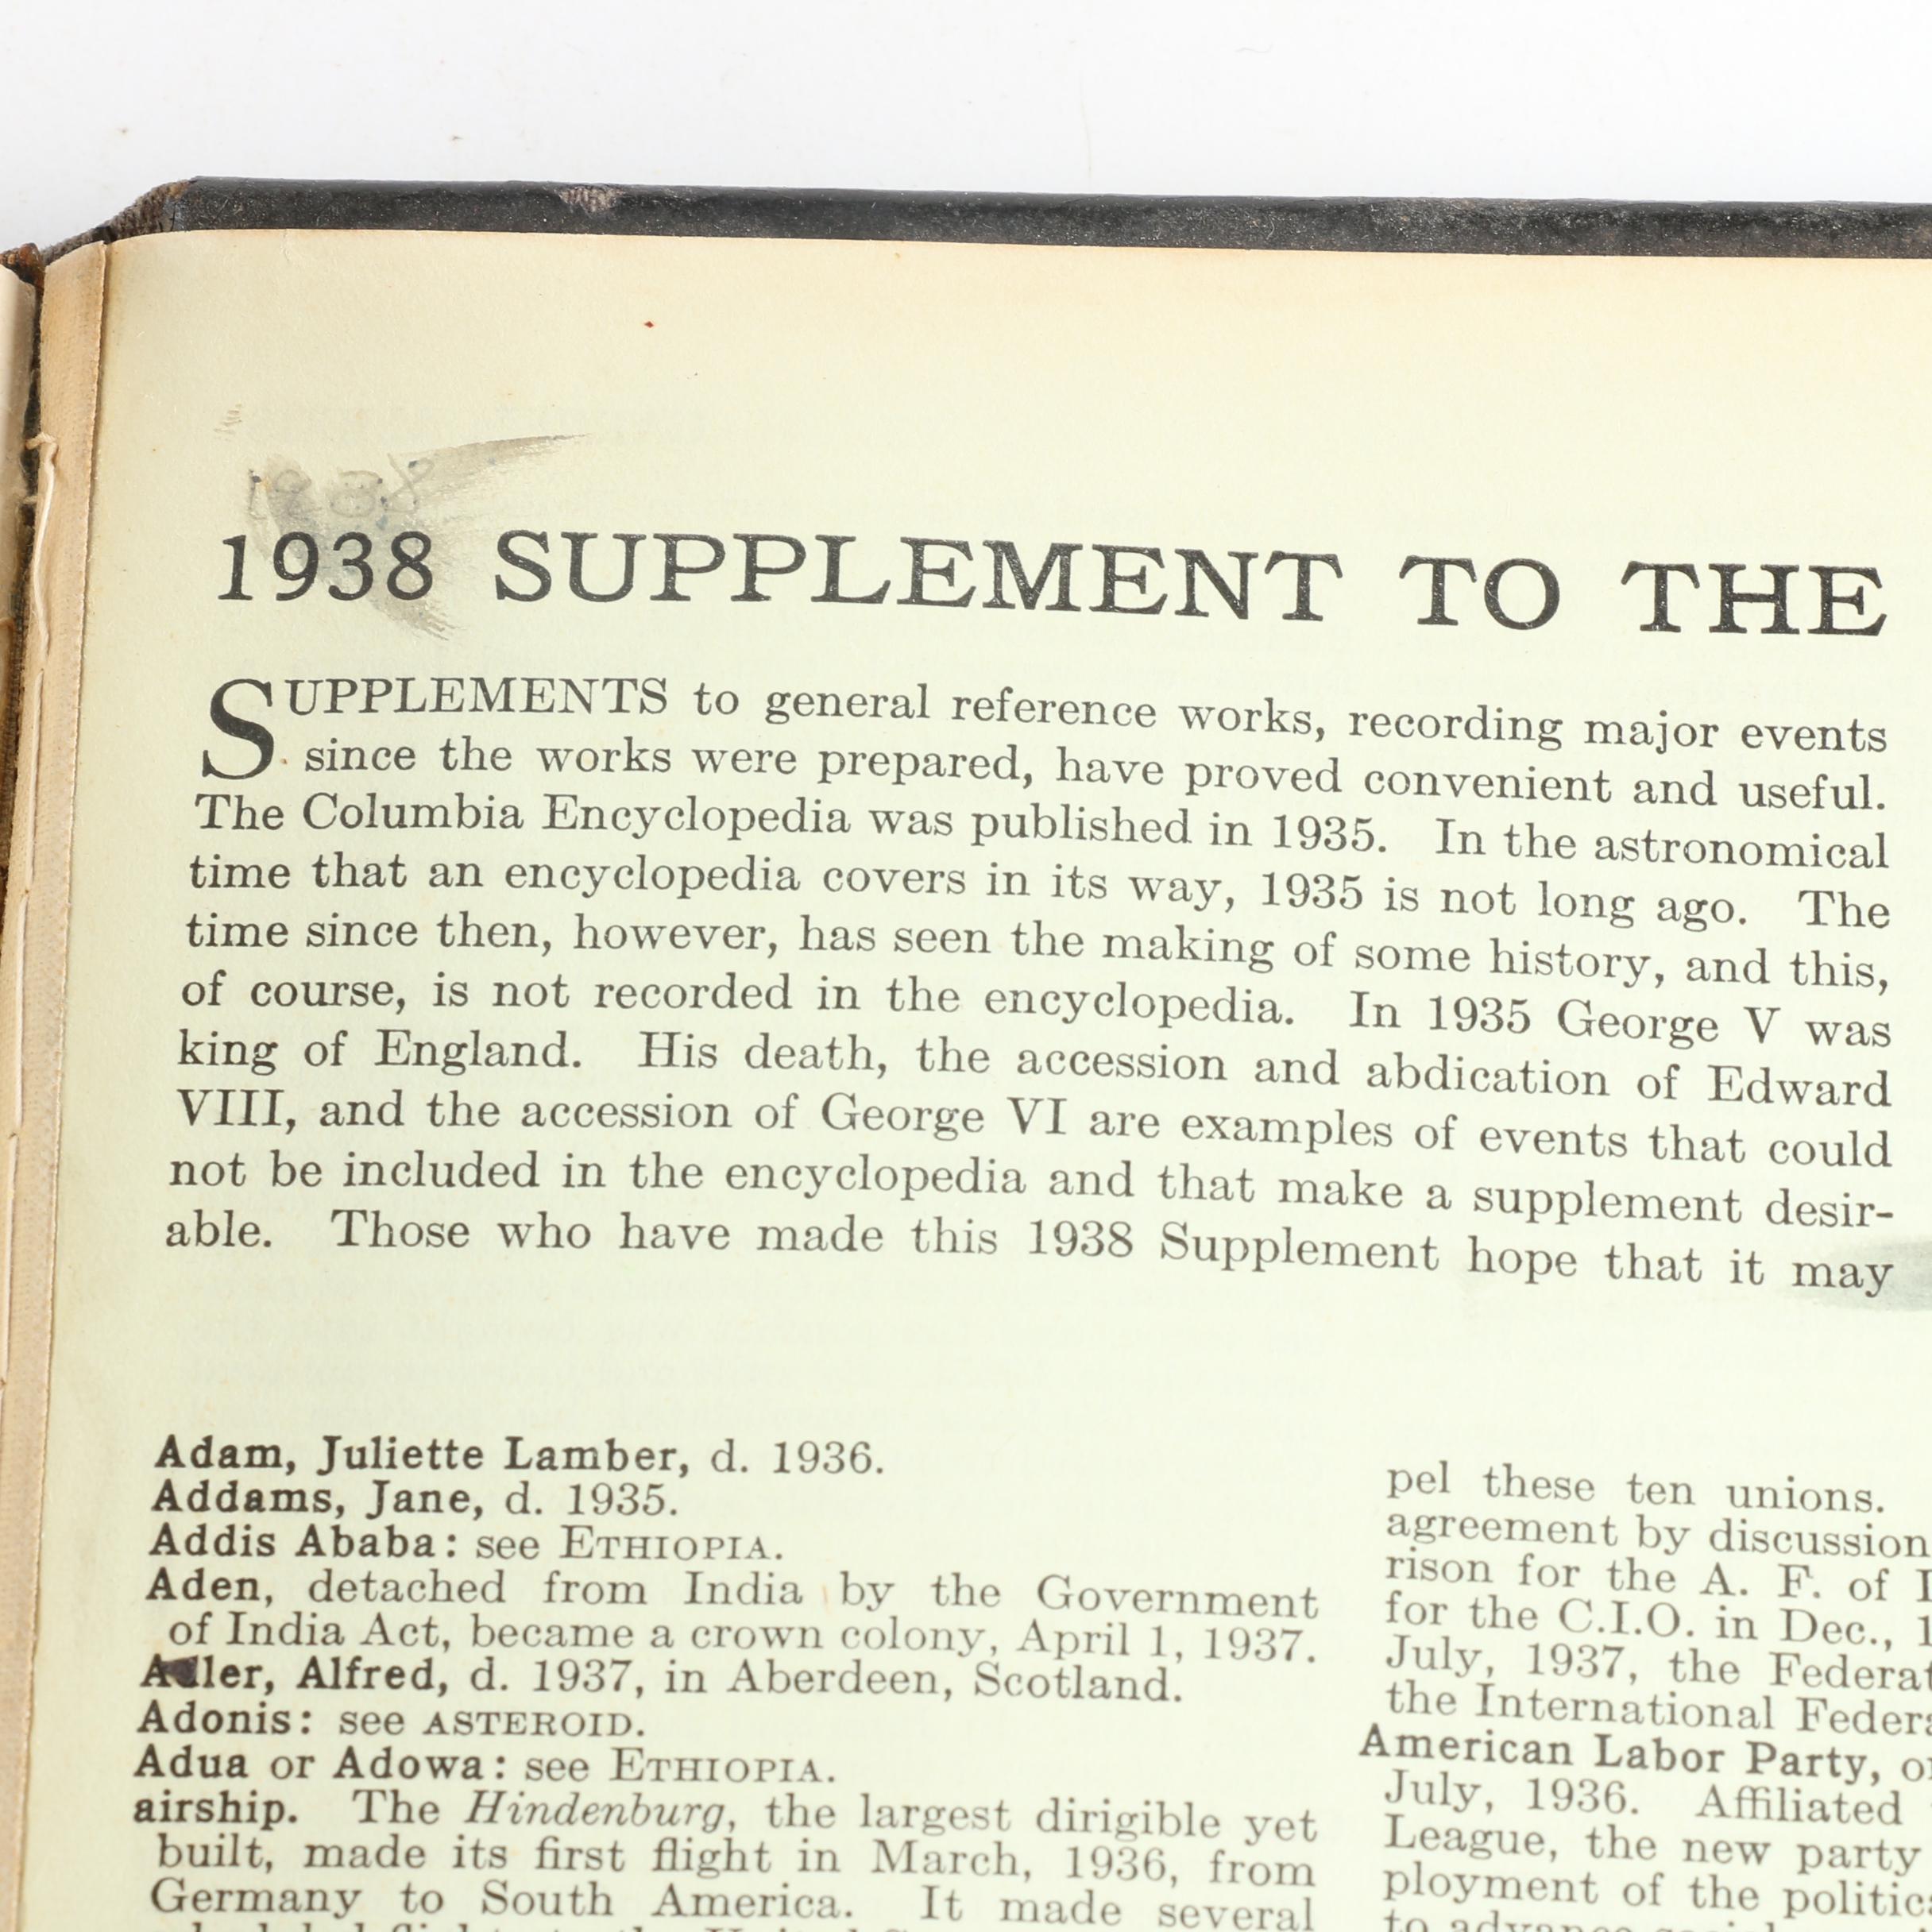 1938
1938 SUPPLEMENT TO THE
SUPPLEMENTS to general reference works, recording major events
since the works were prepared, have proved convenient and useful.
The Columbia Encyclopedia was published in 1935. In the astronomical
time that an encyclopedia covers in its way, 1935 is not long ago. The
time since then, however, has seen the making of some history, and this,
of course, is not recorded in the encyclopedia. In 1935 George V was
king of England. His death, the accession and abdication of Edward
VIII, and the accession of George VI are examples of events that could
not be included in the encyclopedia and that make a supplement desir-
able. Those who have made this 1938 Supplement hope that it may
Adam, Juliette Lamber, d. 1936.
Addams, Jane, d. 1935.
Addis Ababa: see ETHIOPIA.
Aden, detached from India by the Government
of India Act, became a crown colony, April 1, 1937.
Adler, Alfred, d. 1937, in Aberdeen, Scotland.
Adonis: see ASTEROID.
Adua or Adowa: see ETHIOPIA.
airship. The Hindenburg, the largest dirigible yet
built, made its first flight in March, 1936, from
Germany to South America. It made several
pel these ten unions.
agreement by discussion
rison for the A. F. of
for the C.I.O. in Dec.,
July, 1937, the
the International
American Labor Party,
July, 1936. Affiliated
League, the new party
ployment of the
to